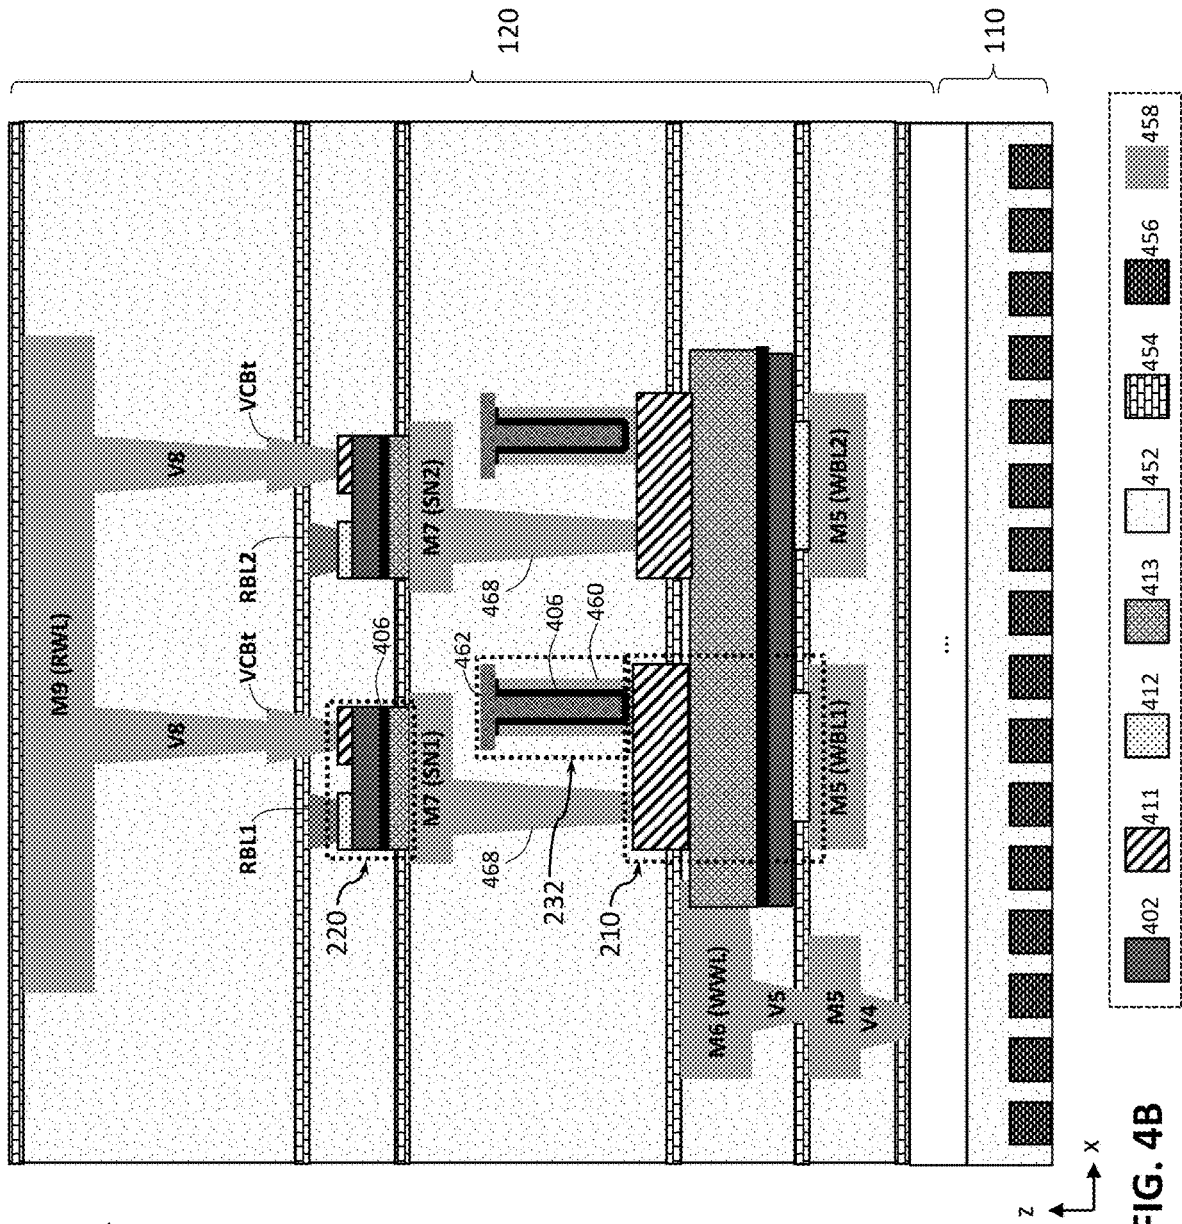 120
110
M9 (RWL)
V8
V8
VCBt
VCBt
RBL1
RBL2
406
220
M7 (SN1)
M7 (SN2)
462
406
460
468
468
232
210
M6 (WWL)
V5
M5
V4
M5 (WBL1)
M5 (WBL2)
...
402
411
412
413
452
454
456
458
Z
X
FIG. 4B